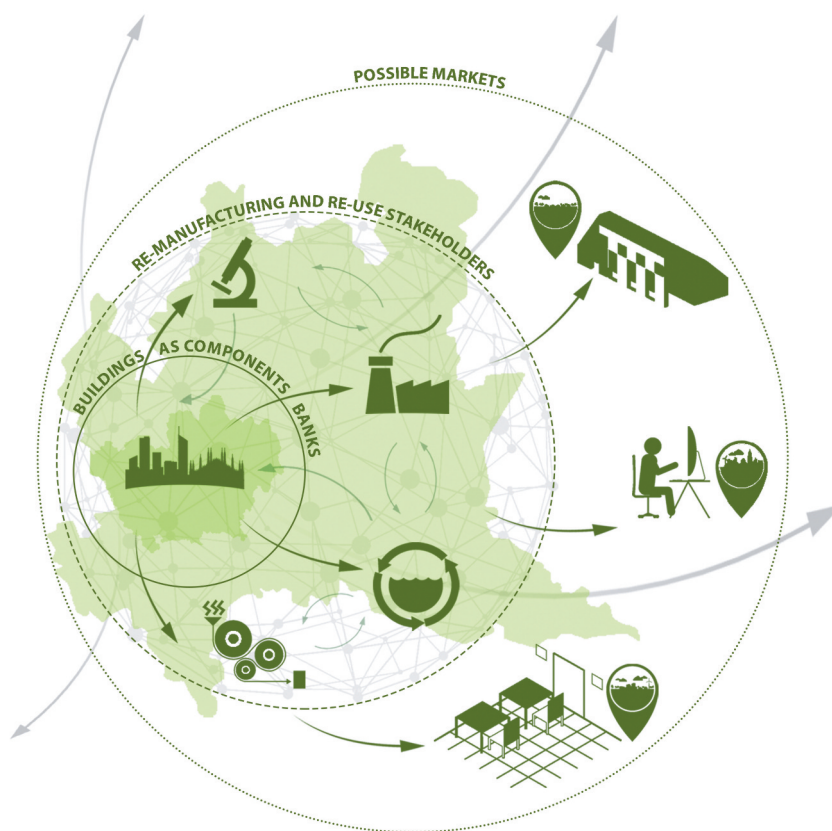 POSSIBLE MARKETS
RE-MANUFACTURING AND RE-USE STAKEHOLDERS
BUILDINGS AS COMPONENTS BANKS